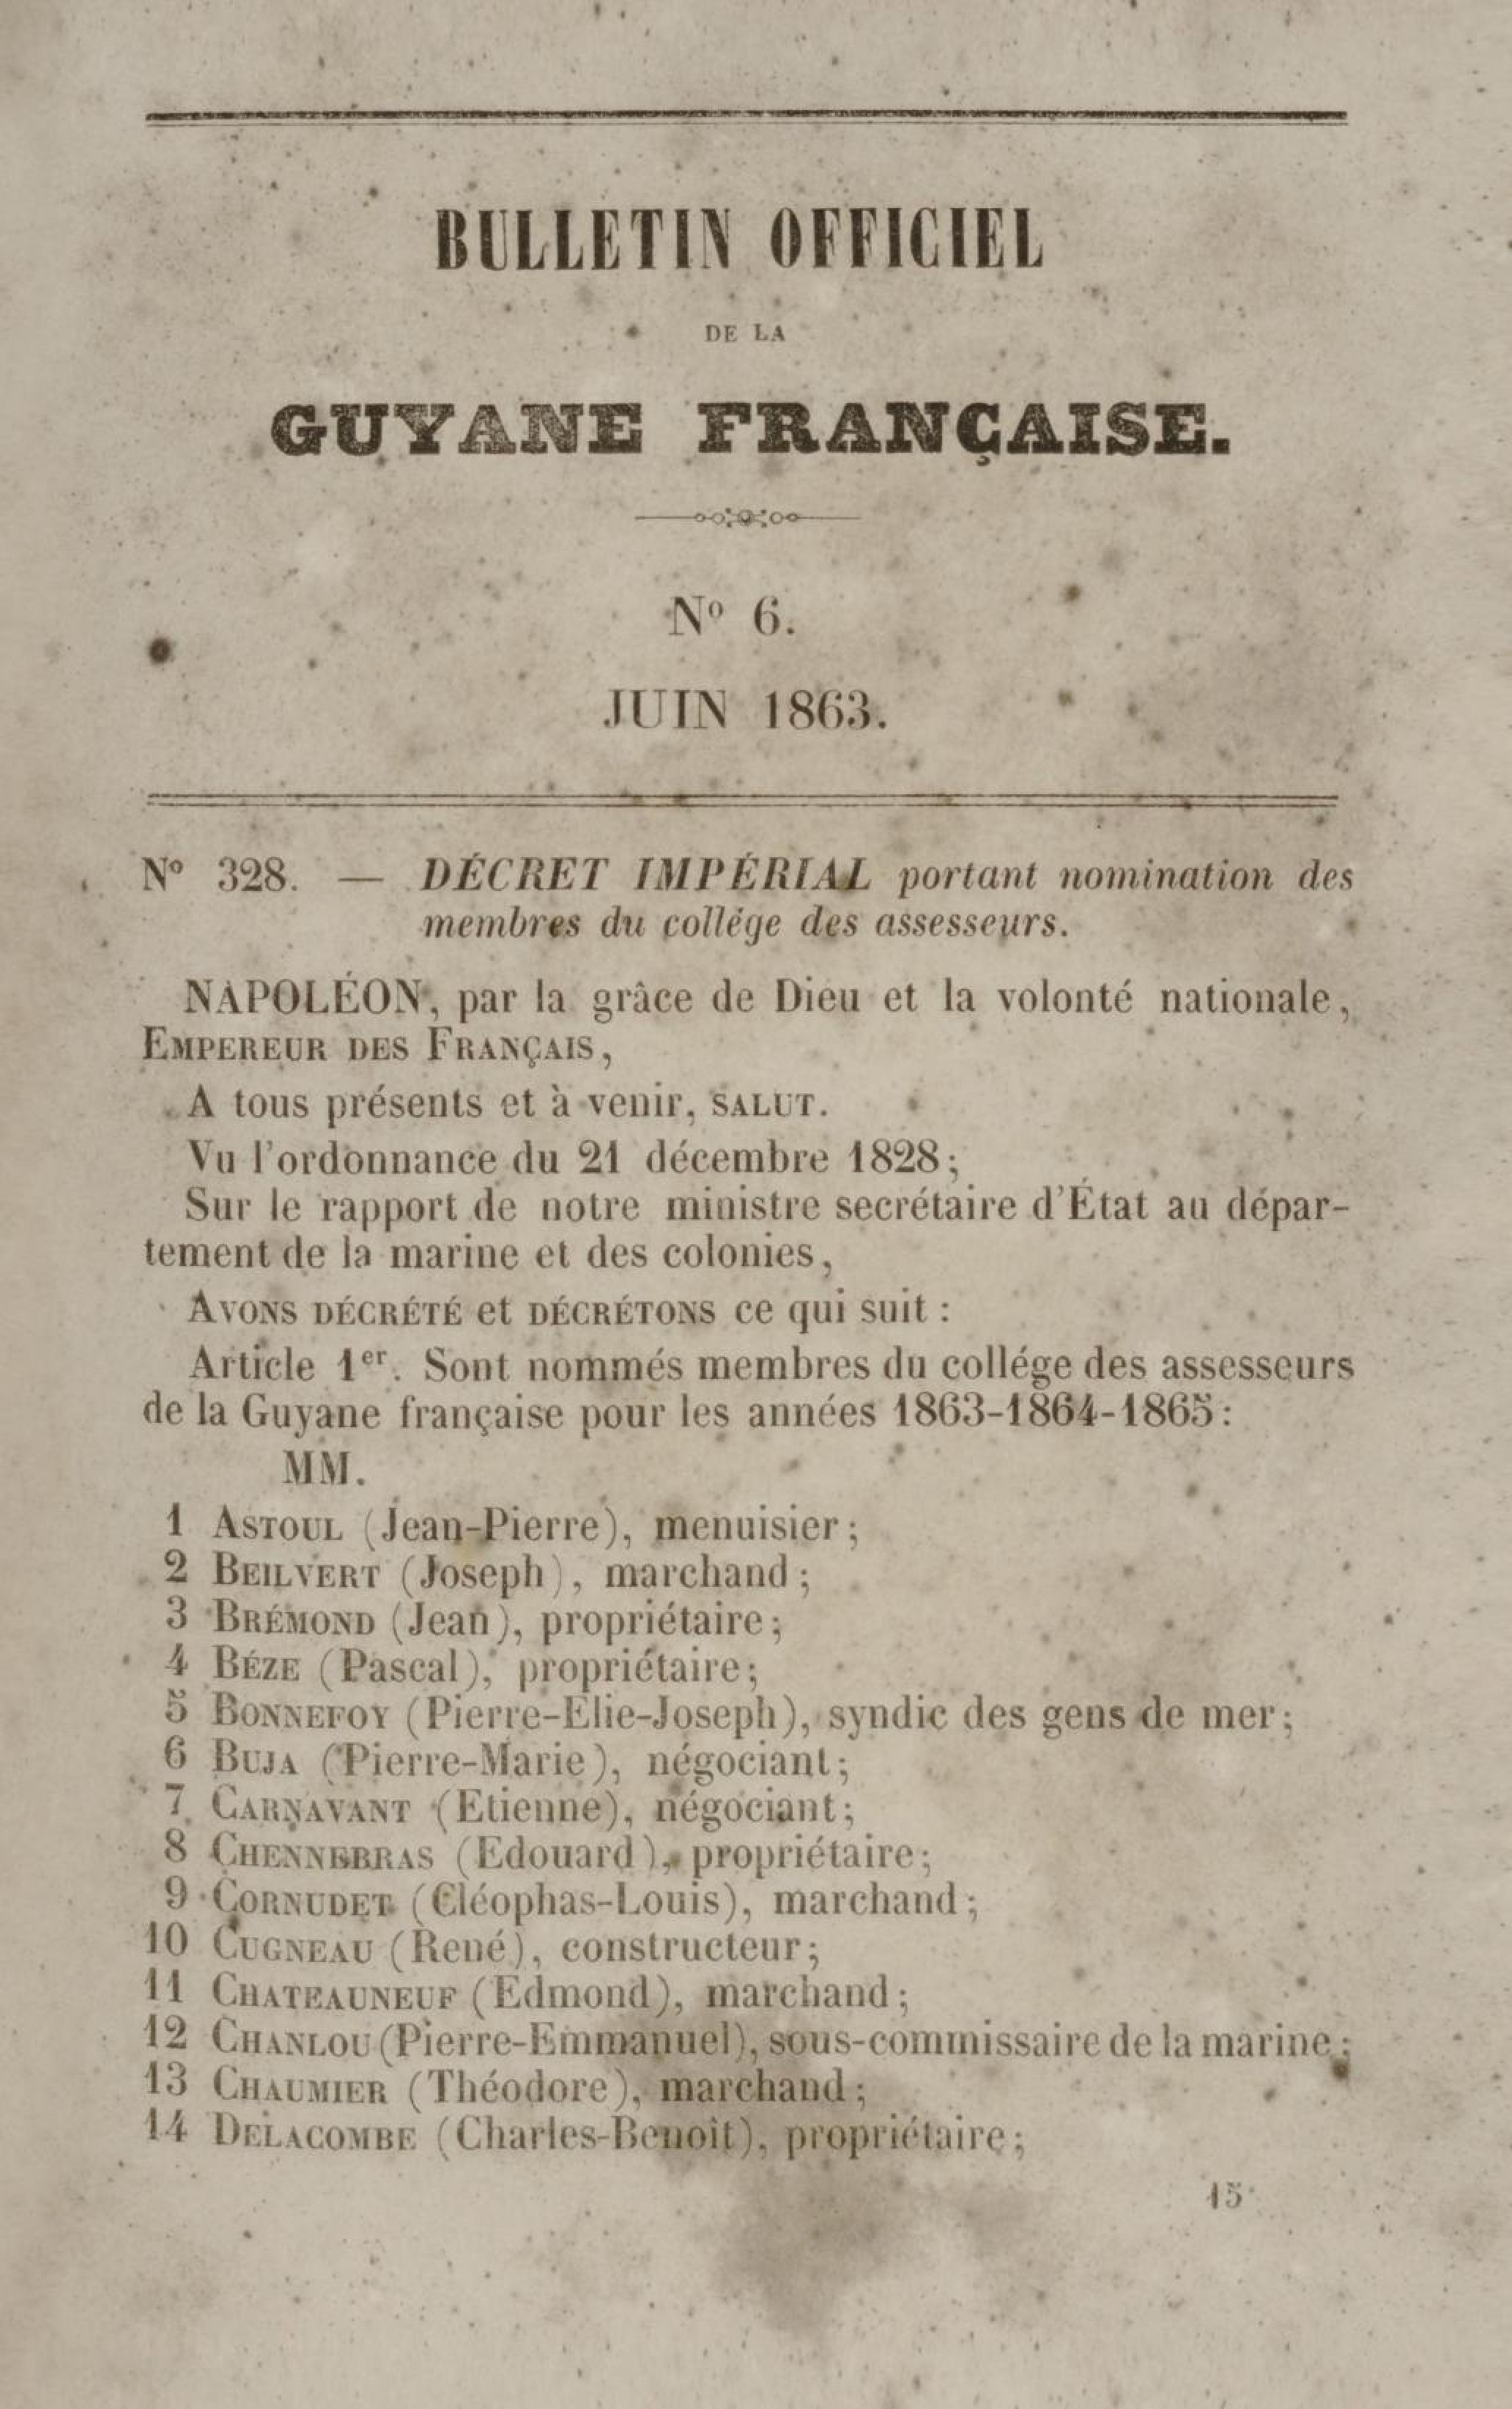 BULLETIN OFFICIEL
DE LA
GUYANE FRANÇAISE.
Nº 6.
JUIN 1863.
Nº 328. — DÉCRET IMPÉRIAL portant nomination des
membres du collége des assesseurs.
NAPOLÉON, par la grâce de Dieu et la volonté nationale,
EMPEREUR DES FRANÇAIS,
A tous présents et à venir, SALUT.
Vu l'ordonnance du 21 décembre 1828;
Sur le rapport de notre ministre secrétaire d'État au dépar-
tement de la marine et des colonies,
AVONS DÉCRÉTÉ et DÉCRÉTONS ce qui suit :
Article 1er. Sont nommés membres du collége des assesseurs
de la Guyane française pour les années 1863-1864-1865:
MM.
1 ASTOUL (Jean-Pierre), menuisier;
2 BEILVERT (Joseph), marchand;
3 BRÉMOND (Jean), propriétaire;
4 BÉZE (Pascal), propriétaire;
5 BONNEFOY (Pierre-Elie-Joseph), syndic des gens de mer;
6 BUJA (Pierre-Marie), négociant;
7 CARNAVANT (Etienne), négociant;
8 CHENNEBRAS (Edouard), propriétaire;
9 CORNUDET (Cléophas-Louis), marchand;
10 CUGNEAU (René), constructeur;
11 CHATEAUNEUF (Edmond), marchand;
12 CHANLOU (Pierre-Emmanuel), sous-commissaire de la marine;
13 CHAUMIER (Théodore), marchand;
14 DELACOMBE (Charles-Benoît), propriétaire;
15